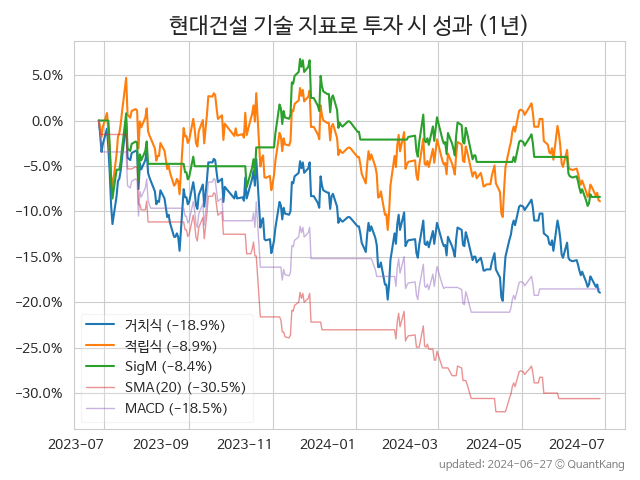 현대건설 기술 지표로 투자 시 성과 (1년)
5.0%
0.0%
−5.0%
−10.0%
−15.0%
−20.0%
−25.0%
−30.0%
거치식 (−18.9%)
적립식 (−8.9%)
SigM (−8.4%)
SMA(20) (−30.5%)
MACD (−18.5%)
2023−07 2023−09 2023−11 2024−01 2024−03 2024−05 2024−07
updated: 2024-06-27 © QuantKang